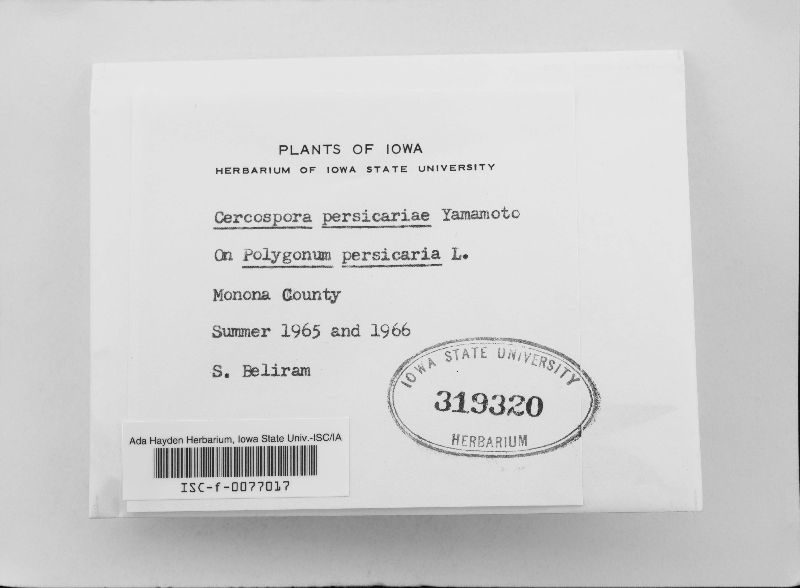 PLANTS OF IOWA
HERBARIUM OF IOWA STATE UNIVERSITY
Cercospora persicariae Yamamoto
On Polygonum persicaria L.
Monona County
Summer 1965 and 1966
S. Beliram
IOWA STATE UNIVERSITY
319320
HERBARIUM
Ada Hayden Herbarium, Iowa State Univ.-ISC/IA
ISC-f-0077017